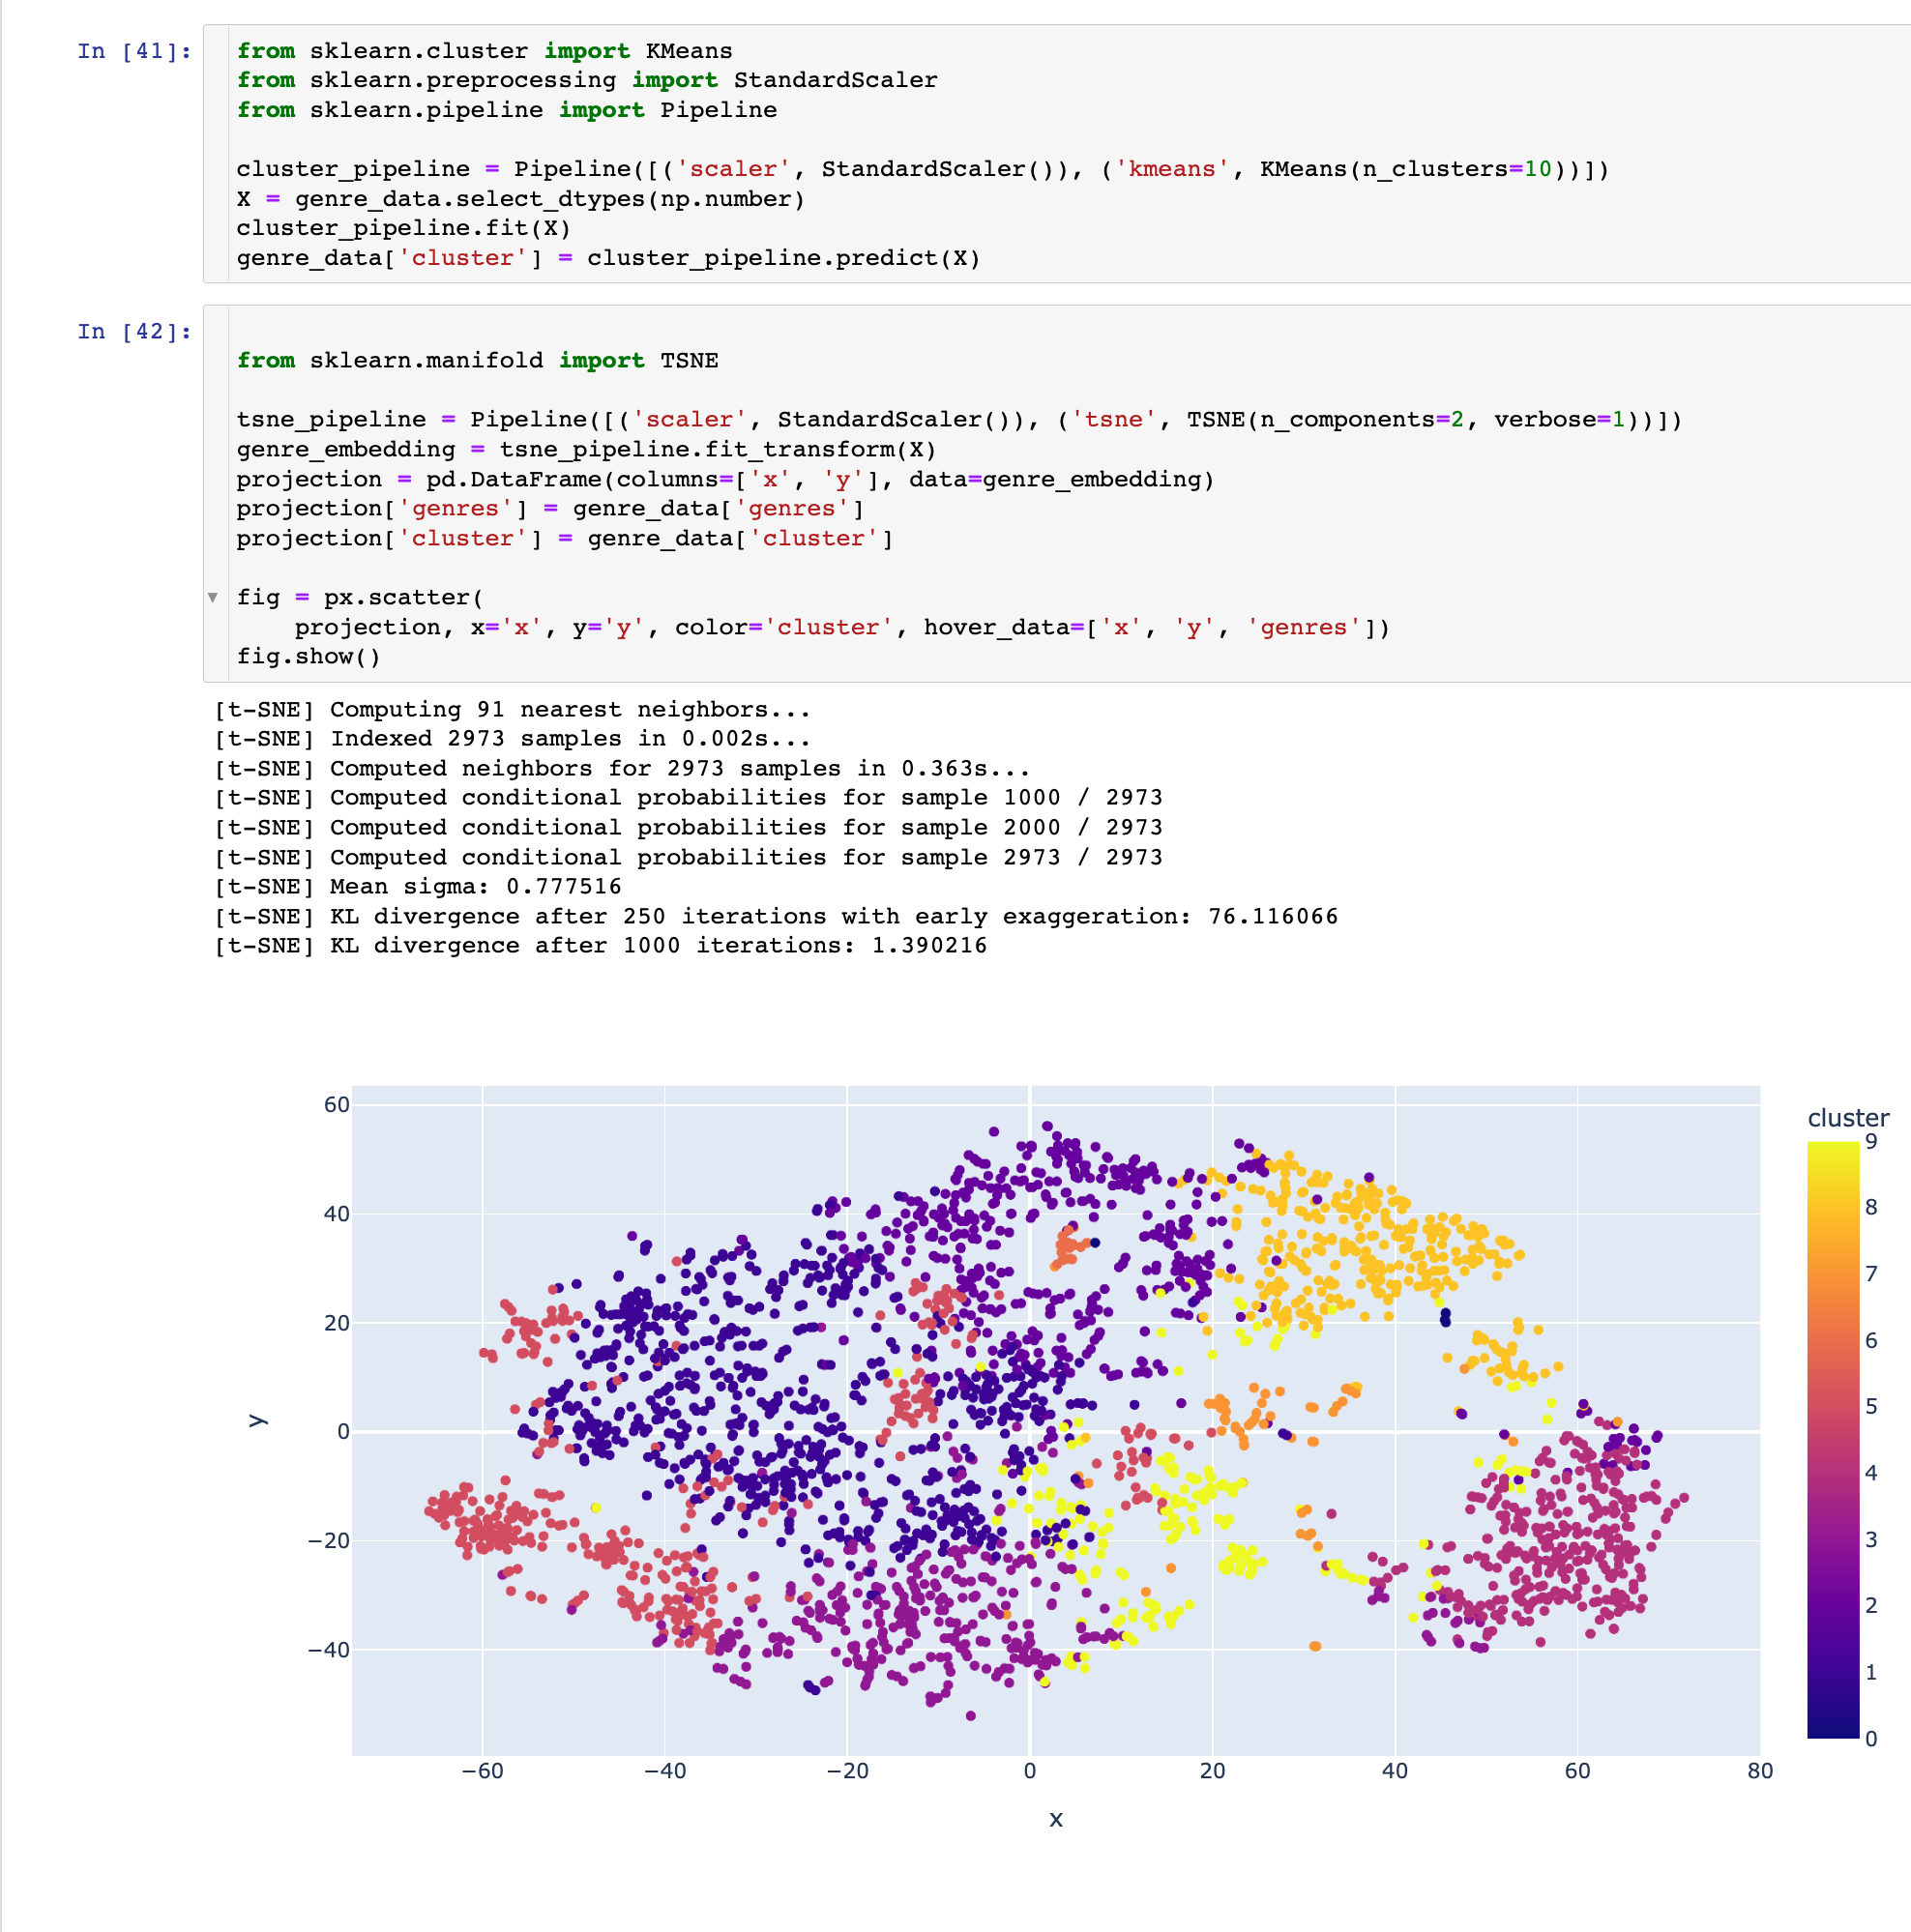 In [41]:
from sklearn.cluster import KMeans
from sklearn.preprocessing import StandardScaler
from sklearn.pipeline import Pipeline
cluster_pipeline = Pipeline([('scaler', StandardScaler()), ('kmeans', KMeans(n_clusters=10))])
X = genre_data.select_dtypes(np.number)
cluster_pipeline.fit(X)
genre_data['cluster'] = cluster_pipeline.predict(X)
In [42]:
from sklearn.manifold import TSNE
tsne_pipeline = Pipeline([('scaler', StandardScaler()), ('tsne', TSNE(n_components=2, verbose=1))])
genre_embedding = tsne_pipeline.fit_transform(X)
projection = pd.DataFrame(columns=['x', 'y'], data=genre_embedding)
projection['genres'] = genre_data['genres']
projection['cluster'] = genre_data['cluster']
fig = px.scatter(
    projection, x='x', y='y', color='cluster', hover_data=['x', 'y', 'genres'])
fig.show()
[t-SNE] Computing 91 nearest neighbors...
[t-SNE] Indexed 2973 samples in 0.002s...
[t-SNE] Computed neighbors for 2973 samples in 0.363s...
[t-SNE] Computed conditional probabilities for sample 1000 / 2973
[t-SNE] Computed conditional probabilities for sample 2000 / 2973
[t-SNE] Computed conditional probabilities for sample 2973 / 2973
[t-SNE] Mean sigma: 0.777516
[t-SNE] KL divergence after 250 iterations with early exaggeration: 76.116066
[t-SNE] KL divergence after 1000 iterations: 1.390216
60
40
20
0
−20
−40
y
−60
−40
−20
0
20
40
60
80
x
cluster
9
8
7
6
5
4
3
2
1
0